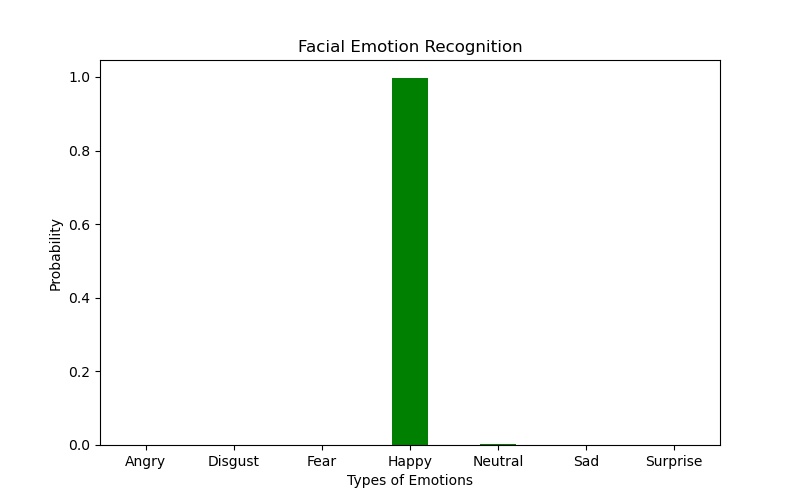 Facial Emotion Recognition
1.0
0.8
0.6
0.4
0.2
0.0
Probability
Angry Disgust Fear Happy Neutral Sad Surprise
Types of Emotions